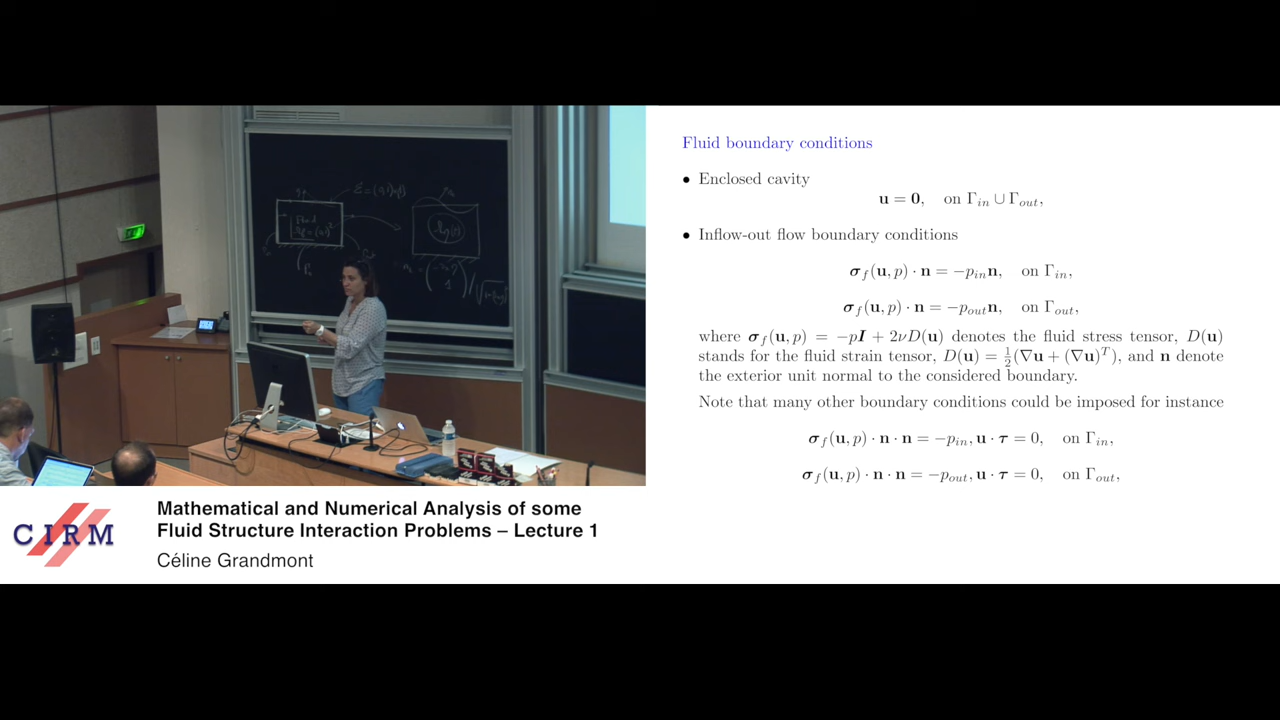 Fluid
Fluid boundary conditions
• Enclosed cavity
u = 0, on Γ_in ∪ Γ_out,
• Inflow-out flow boundary conditions
σ_f(u, p) · n = −p_in n, on Γ_in,
σ_f(u, p) · n = −p_out n, on Γ_out,
where σ_f(u, p) = −pI + 2νD(u) denotes the fluid stress tensor, D(u)
stands for the fluid strain tensor, D(u) = 1/2(∇u + (∇u)^T), and n denote
the exterior unit normal to the considered boundary.
Note that many other boundary conditions could be imposed for instance
σ_f(u, p) · n · n = −p_in, u · τ = 0, on Γ_in,
σ_f(u, p) · n · n = −p_out, u · τ = 0, on Γ_out,
CIRM
Mathematical and Numerical Analysis of some
Fluid Structure Interaction Problems – Lecture 1
Céline Grandmont